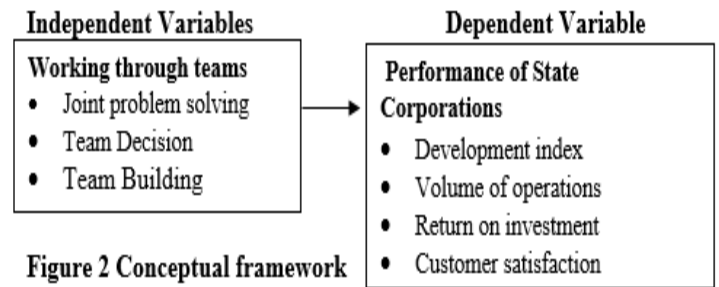 Independent Variables
Working through teams
• Joint problem solving
• Team Decision
• Team Building
Dependent Variable
Performance of State
Corporations
• Development index
• Volume of operations
• Return on investment
• Customer satisfaction
Figure 2 Conceptual framework